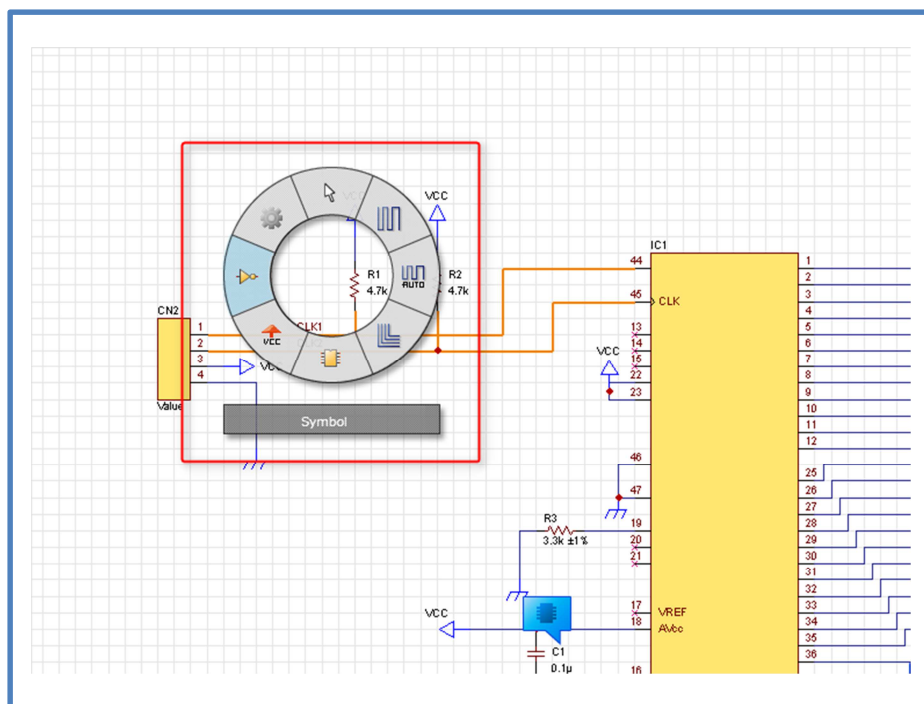 IC1
VCC
VCC
44
1
R1
R2
2
AUTO
4.7k
4.7k
45
CLK
3
CN2
4
1
CLK1
13
5
VCC
2
14
6
VCC
VCC
3
15
7
4
22
8
Value
23
9
10
Symbol
11
12
46
25
47
26
27
R3
19
28
3.3k ±1%
20
29
21
30
31
32
17
VREF
33
VCC
18
AVcc
34
35
C1
36
0.1µ
16